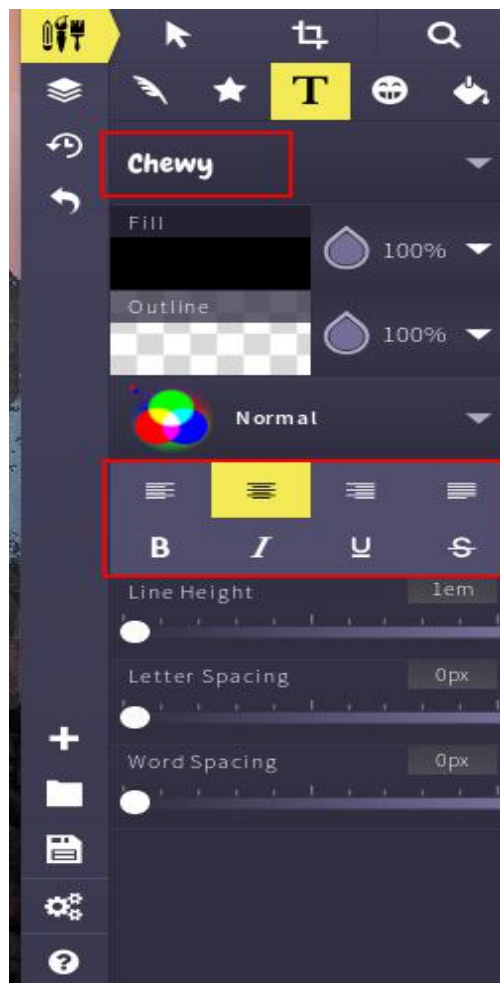 T
Chewy
Fill
100%
Outline
100%
Normal
B I U S
Line Height 1em
Letter Spacing 0px
Word Spacing 0px
?